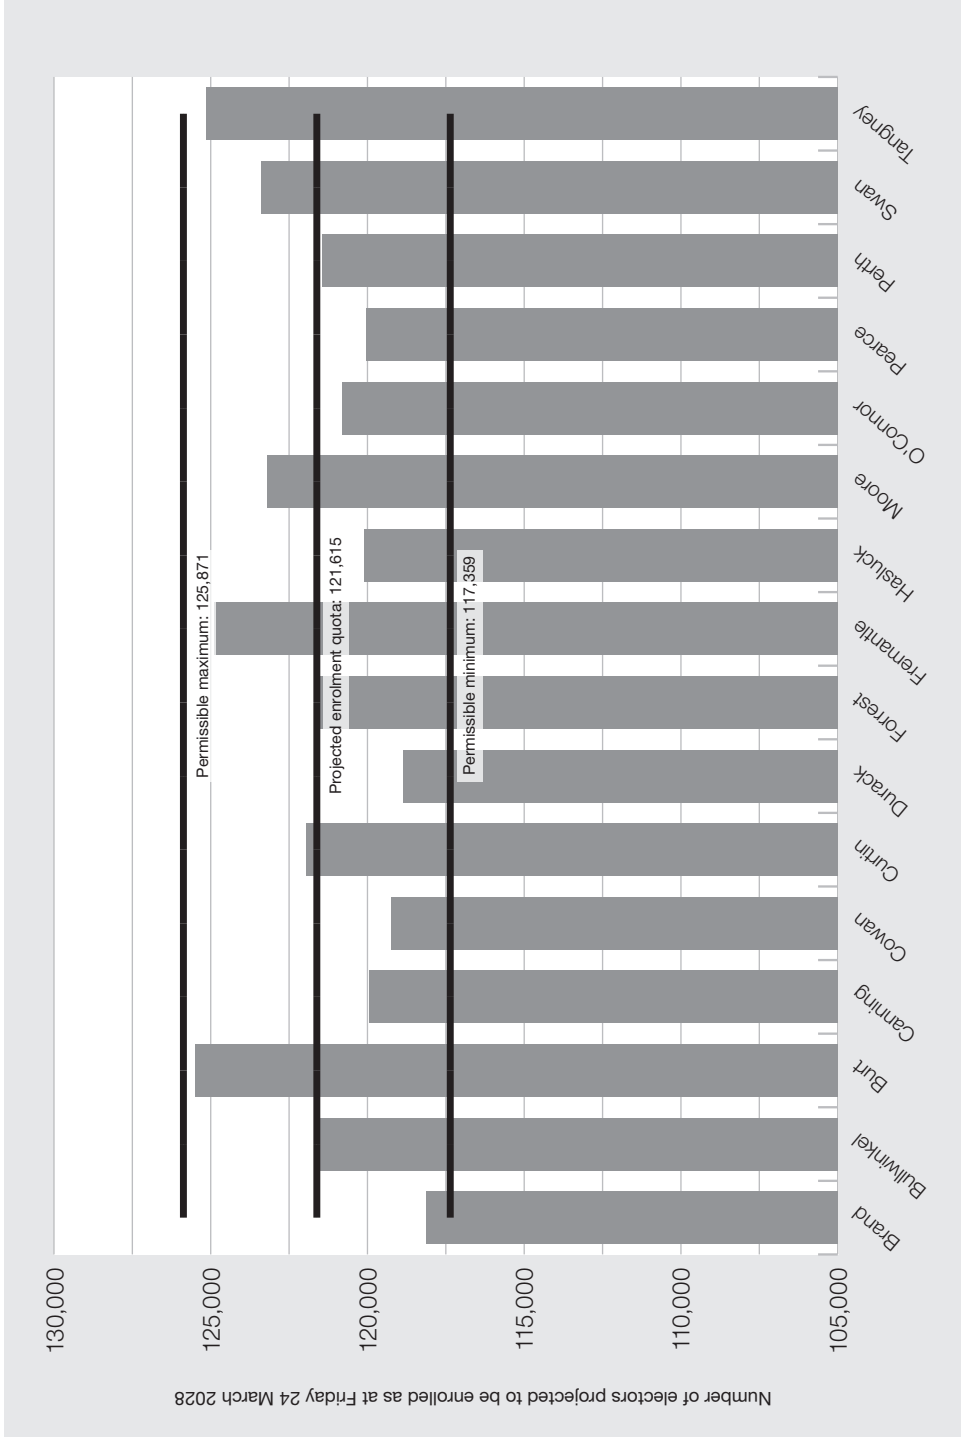 Number of electors projected to be enrolled as at Friday 24 March 2028
130,000
125,000
120,000
115,000
110,000
105,000
Permissible maximum: 125,871
Projected enrolment quota: 121,615
Permissible minimum: 117,359
Brand
Bullwinkel
Burt
Canning
Cowan
Curtin
Durack
Forrest
Fremantle
Hasluck
Moore
O'Connor
Pearce
Perth
Swan
Tangney